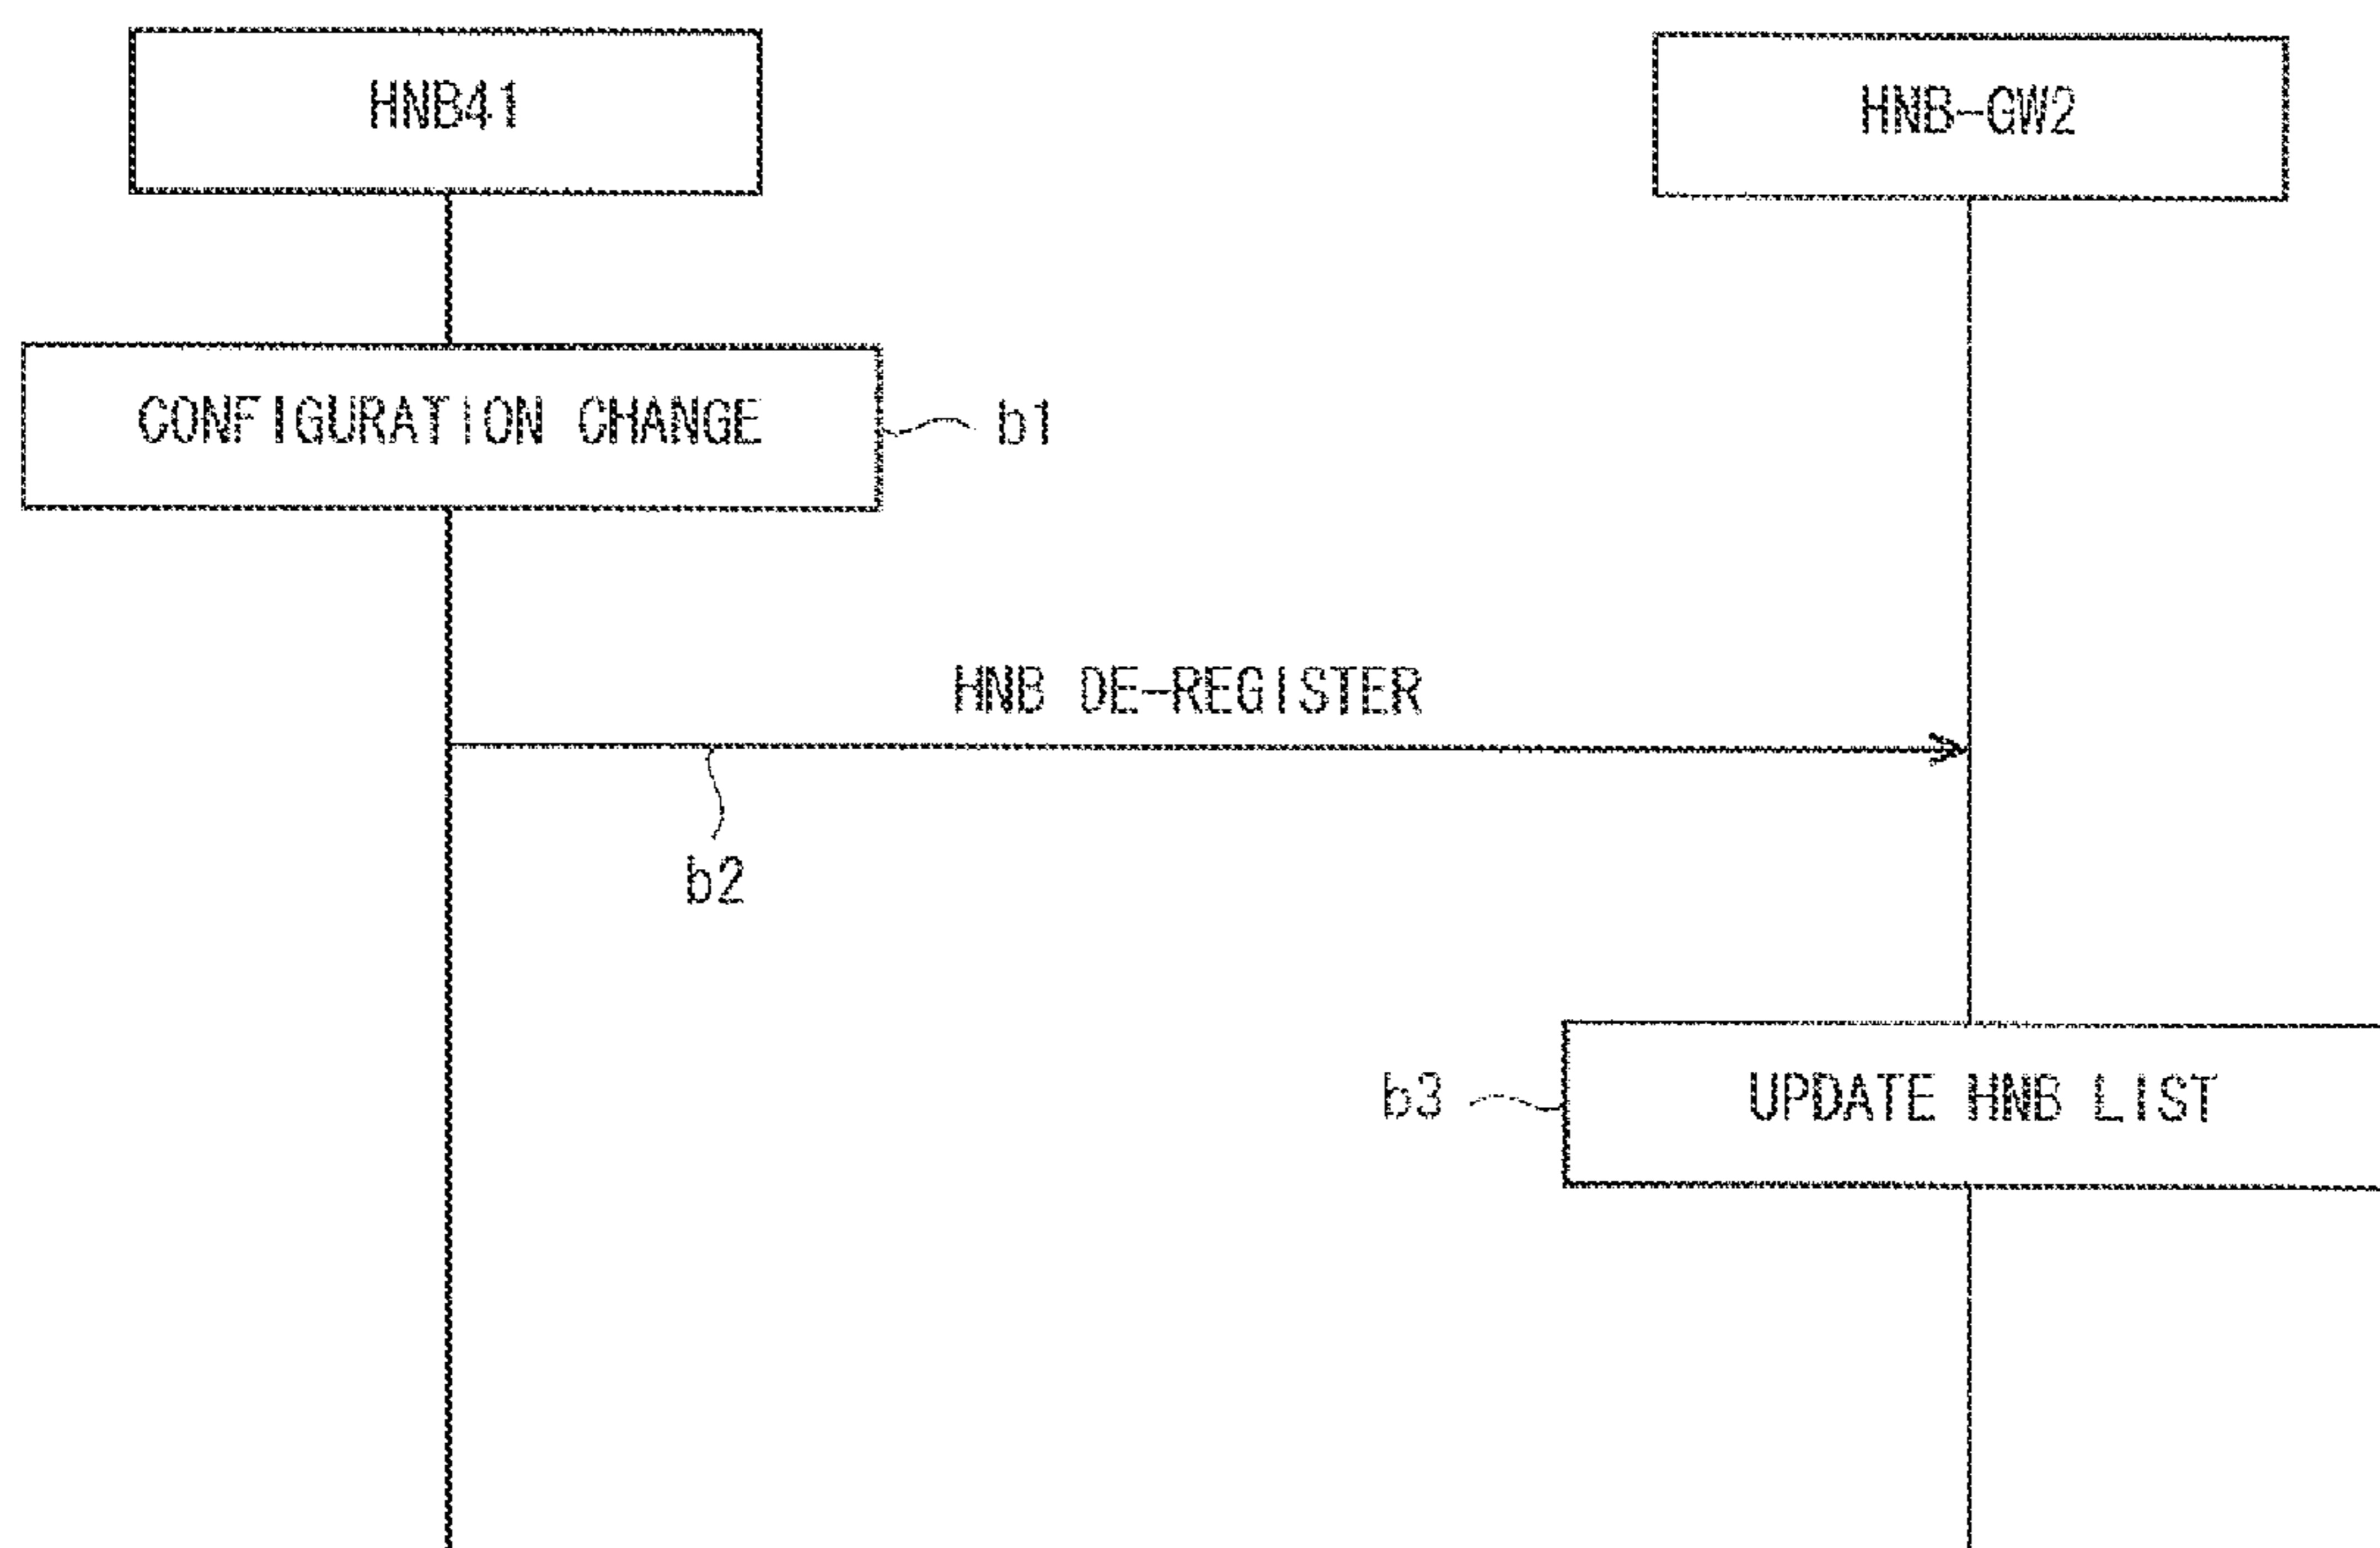 HNB41
HNB-GW2
CONFIGURATION CHANGE
b1
HNB DE-REGISTER
b2
b3
UPDATE HNB LIST